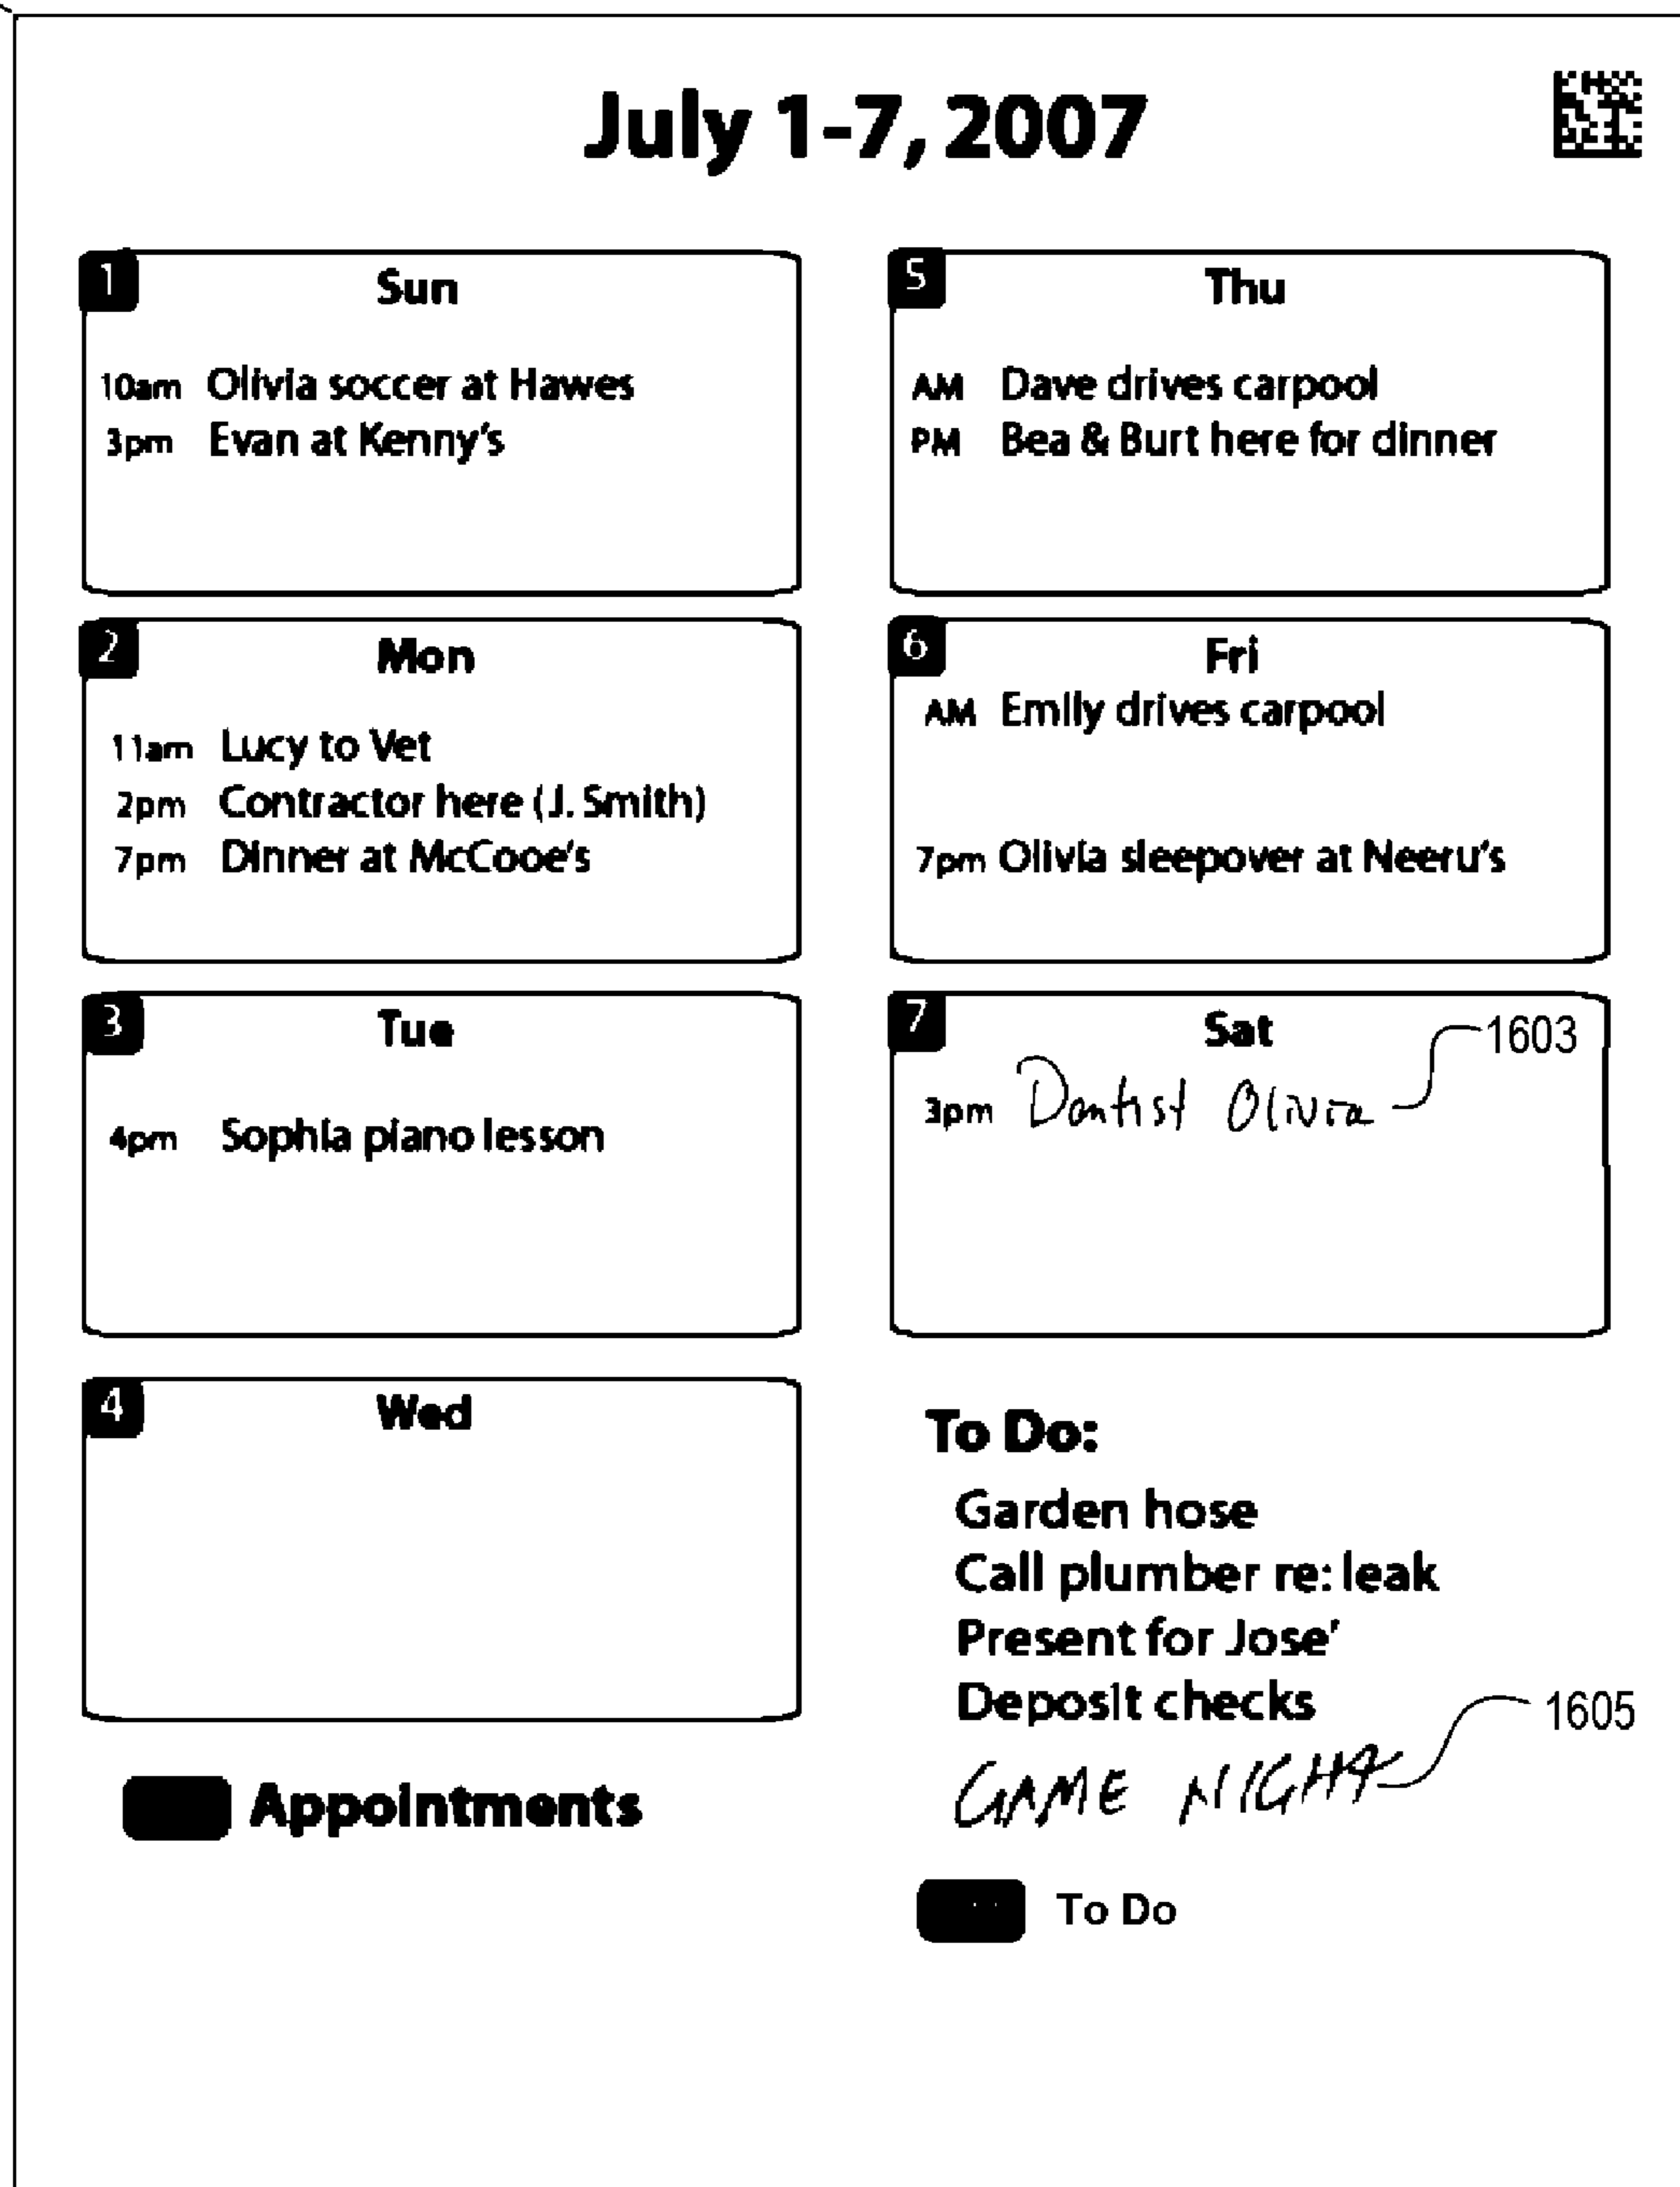 July 1-7, 2007
1
Sun
10am Olivia soccer at Hawes
3pm Evan at Kenny's
2
Mon
11am Lucy to Vet
2pm Contractor here (J. Smith)
7pm Dinner at McCooe's
3
Tue
4pm Sophia piano lesson
4
Wed
Appointments
5
Thu
AM Dave drives carpool
PM Bea & Burt here for dinner
6
Fri
AM Emily drives carpool
7pm Olivia sleepover at Neeru's
7
Sat
1603
3pm Dentist Olivia
To Do:
Garden hose
Call plumber re: leak
Present for Jose'
Deposit checks
1605
GAME NIGHT
To Do